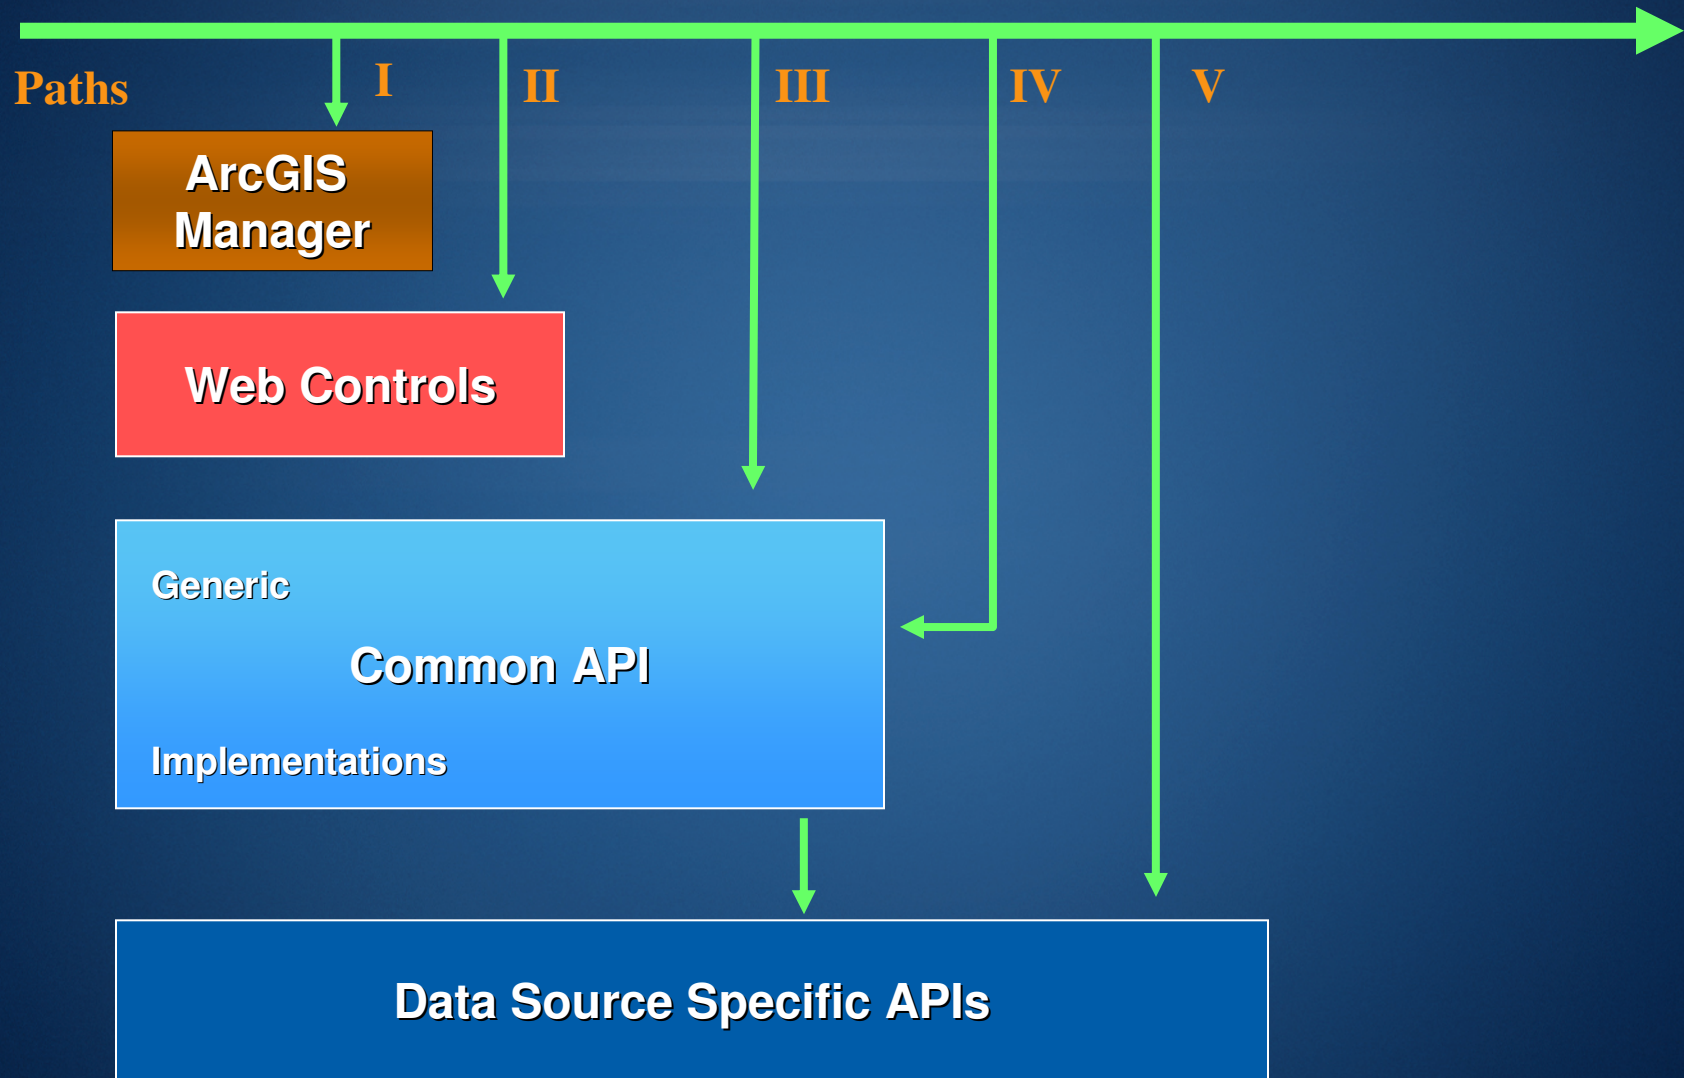 Paths
I
II
III
IV
V
ArcGIS
Manager
Web Controls
Generic
Common API
Implementations
Data Source Specific APIs